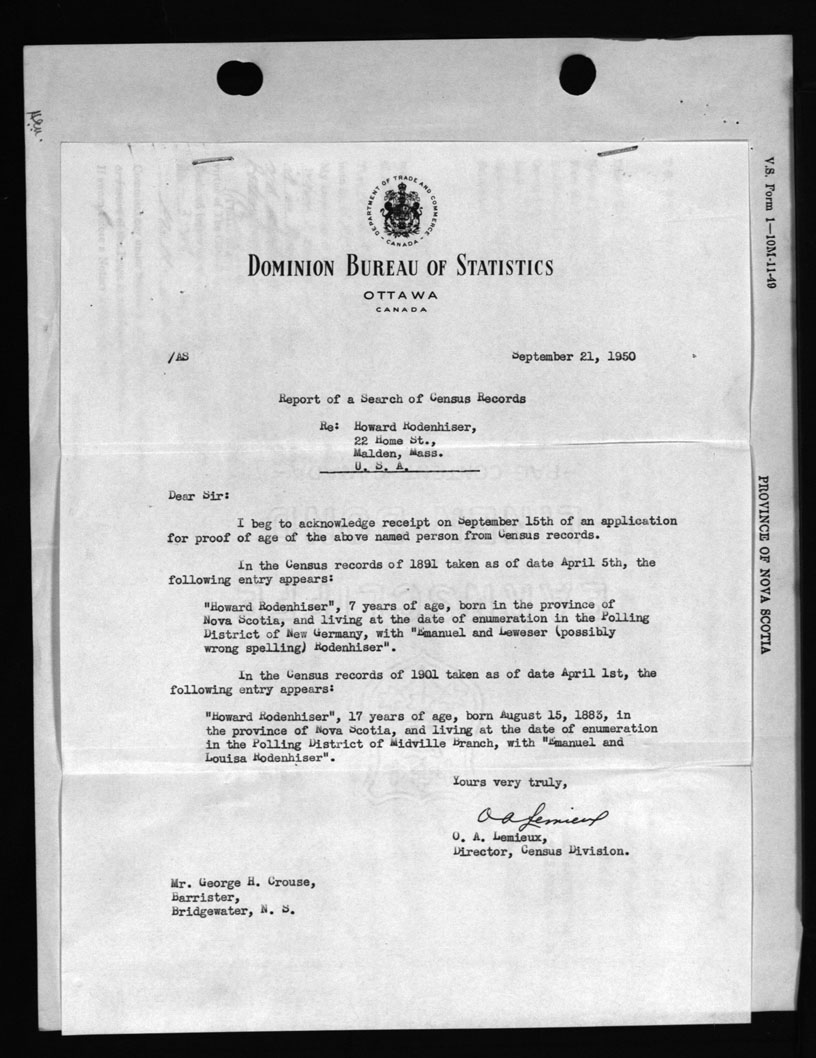 DEPARTMENT OF TRADE AND COMMERCE
- CANADA -
DOMINION BUREAU OF STATISTICS
OTTAWA
CANADA
/AS September 21, 1950
Report of a Search of Census Records
Re: Howard Rodenhiser,
22 Home St.,
Malden, Mass.
U. S. A.
Dear Sir:
I beg to acknowledge receipt on September 15th of an application
for proof of age of the above named person from Census records.
In the Census records of 1891 taken as of date April 5th, the
following entry appears:
"Howard Rodenhiser", 7 years of age, born in the province of
Nova Scotia, and living at the date of enumeration in the Polling
District of New Germany, with "Emanuel and Leweser (possibly
wrong spelling) Rodenhiser".
In the Census records of 1901 taken as of date April 1st, the
following entry appears:
"Howard Rodenhiser", 17 years of age, born August 15, 1883, in
the province of Nova Scotia, and living at the date of enumeration
in the Polling District of Midville Branch, with "Emanuel and
Louisa Rodenhiser".
Yours very truly,
O A Lemieux
O. A. Lemieux,
Director, Census Division.
Mr. George H. Crouse,
Barrister,
Bridgewater, N. S.
V.S. Form 1—10M-11-49
PROVINCE OF NOVA SCOTIA